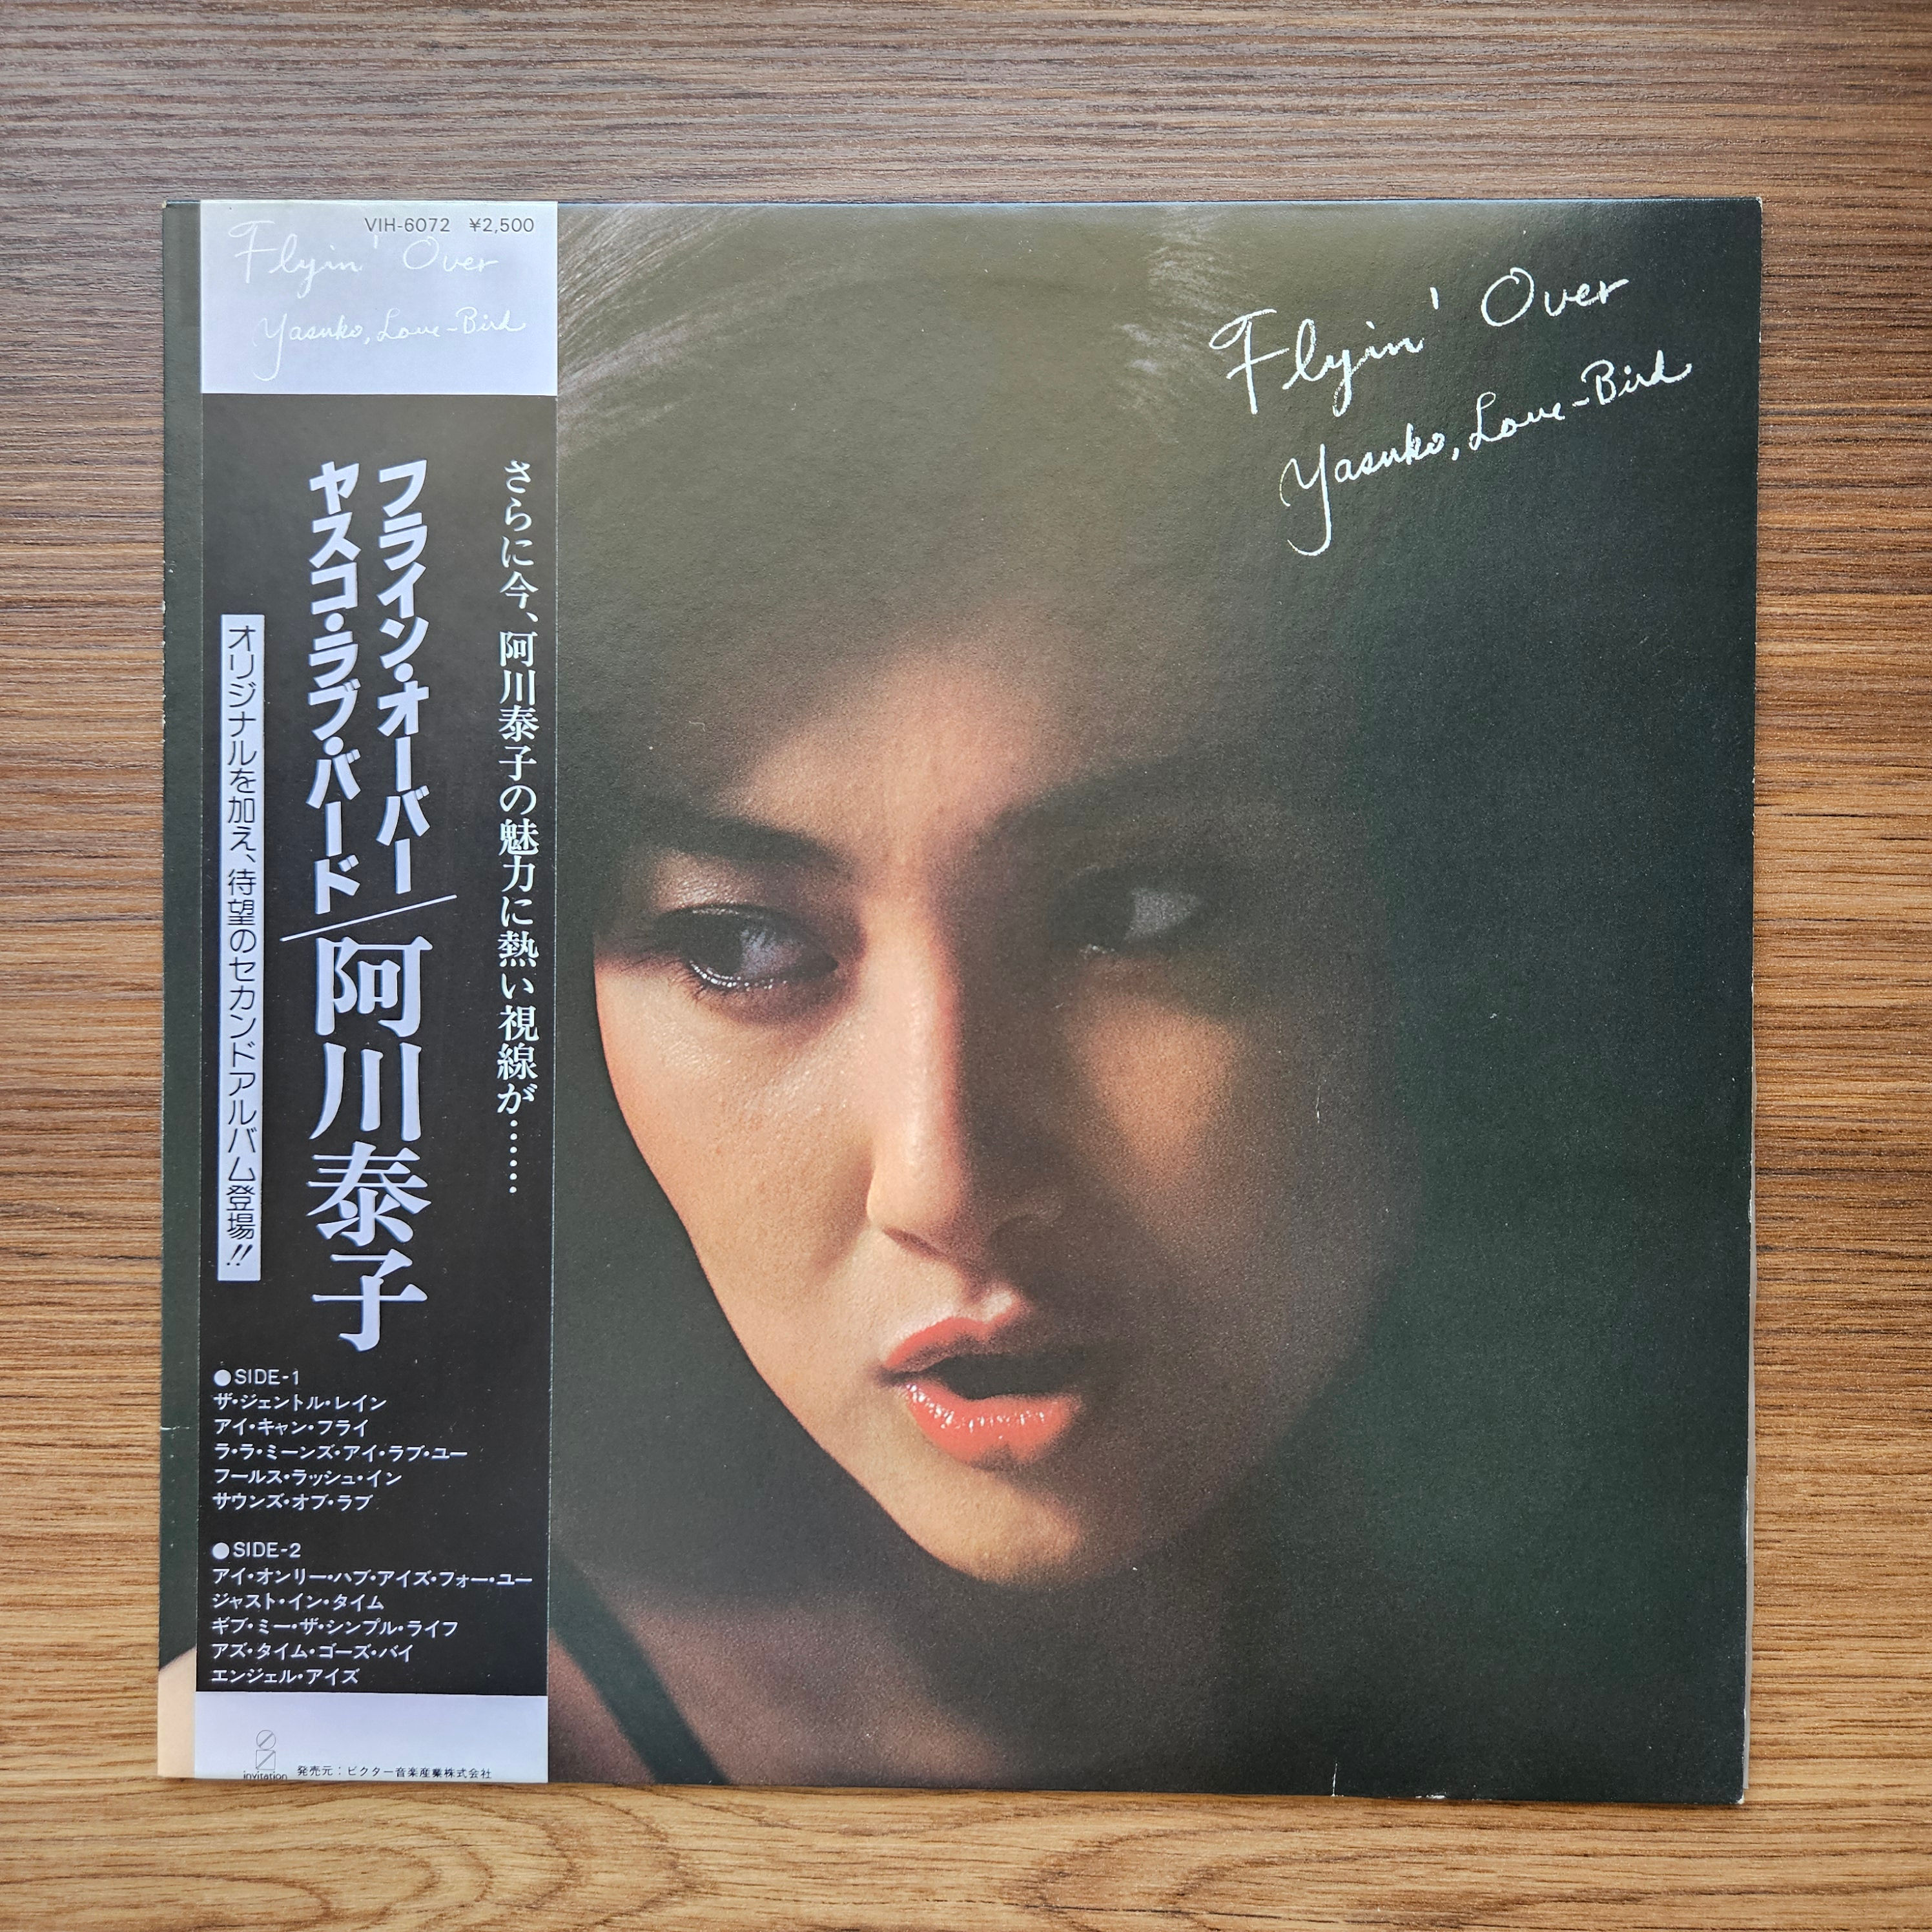 VIH-6072 ¥2,500
Flyin' Over
Yasuko, Love-Bird
さらに今、阿川泰子の魅力に熱い視線が……
フライン・オーバー
ヤスコ・ラブ・バード/阿川泰子
オリジナルを加え、待望のセカンドアルバム登場!!
●SIDE-1
ザ・ジェントル・レイン
アイ・キャン・フライ
ラ・ラ・ミーンズ・アイ・ラブ・ユー
フールス・ラッシュ・イン
サウンズ・オブ・ラブ
●SIDE-2
アイ・オンリー・ハブ・アイズ・フォー・ユー
ジャスト・イン・タイム
ギブ・ミー・ザ・シンプル・ライフ
アズ・タイム・ゴーズ・バイ
エンジェル・アイズ
invitation 発売元:ビクター音楽産業株式会社
Flyin' Over
Yasuko, Love-Bird